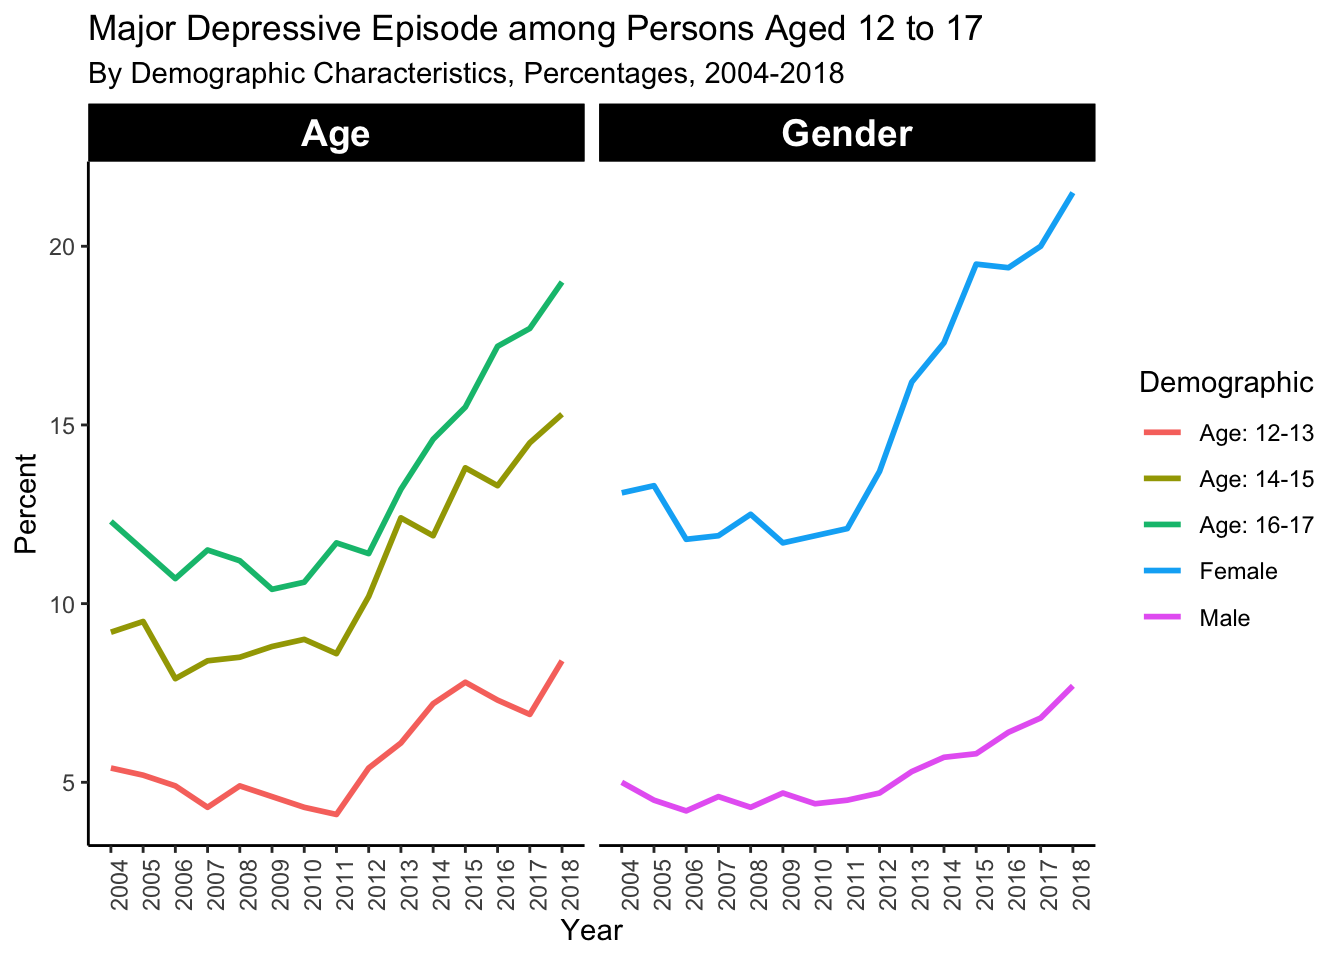 Major Depressive Episode among Persons Aged 12 to 17
By Demographic Characteristics, Percentages, 2004-2018
Age
Gender
Percent
20
15
10
5
2004 2005 2006 2007 2008 2009 2010 2011 2012 2013 2014 2015 2016 2017 2018
2004 2005 2006 2007 2008 2009 2010 2011 2012 2013 2014 2015 2016 2017 2018
Year
Demographic
Age: 12-13
Age: 14-15
Age: 16-17
Female
Male